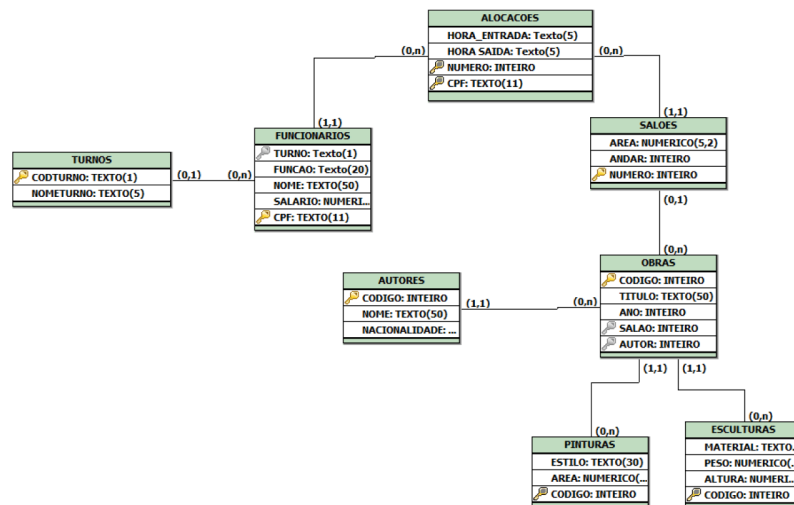 ALOCACOES
HORA_ENTRADA: Texto(5)
HORA SAIDA: Texto(5)
NUMERO: INTEIRO
CPF: TEXTO(11)
(0,n)
(0,n)
(1,1)
(1,1)
FUNCIONARIOS
TURNO: Texto(1)
FUNCAO: Texto(20)
NOME: TEXTO(50)
SALARIO: NUMERI...
CPF: TEXTO(11)
SALOES
AREA: NUMERICO(5,2)
ANDAR: INTEIRO
NUMERO: INTEIRO
TURNOS
CODTURNO: TEXTO(1)
NOMETURNO: TEXTO(5)
(0,1)
(0,n)
(0,1)
(0,n)
OBRAS
CODIGO: INTEIRO
TITULO: TEXTO(50)
ANO: INTEIRO
SALAO: INTEIRO
AUTOR: INTEIRO
AUTORES
CODIGO: INTEIRO
NOME: TEXTO(50)
NACIONALIDADE: ...
(1,1)
(0,n)
(1,1)
(1,1)
(0,n)
(0,n)
PINTURAS
ESTILO: TEXTO(30)
AREA: NUMERICO(...
CODIGO: INTEIRO
ESCULTURAS
MATERIAL: TEXTO...
PESO: NUMERICO(...
ALTURA: NUMERI...
CODIGO: INTEIRO